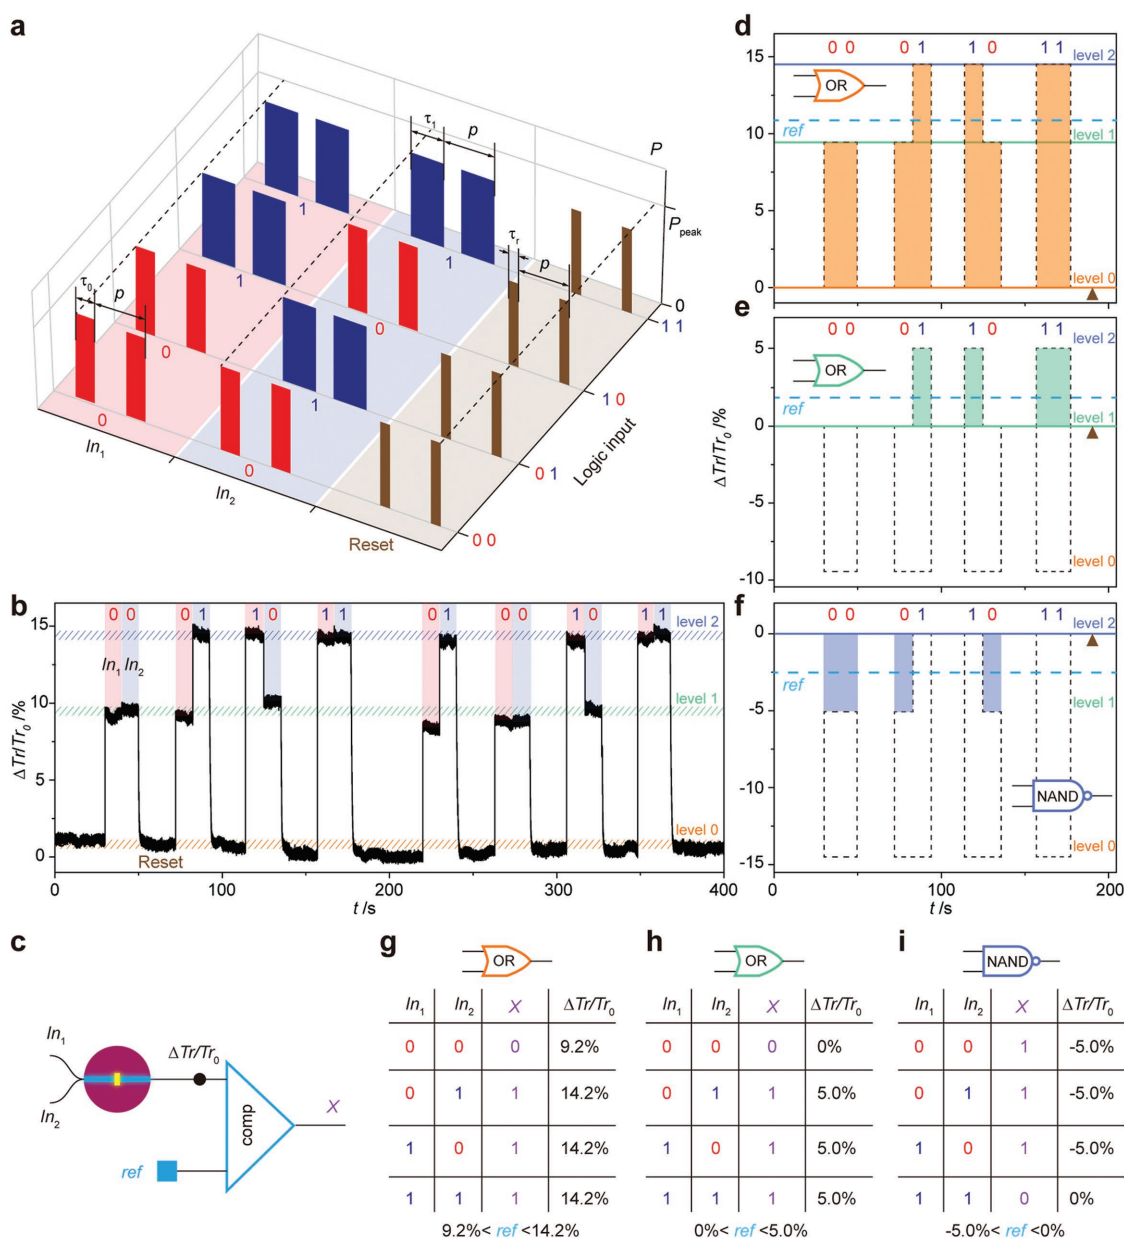 a
τ1
p
P
Ppeak
τr
p
τ0
p
1
1
1
1
0
0
0
0
0
1 1
1 0
0 1
0 0
In1
In2
Reset
Logic input
b
0 0 0 1 1 0 1 1 0 1 0 0 1 0 1 1
15
10
5
0
ΔTr/Tr0 /%
In1 In2
level 2
level 1
level 0
Reset
0 100 200 300 400
t /s
c
In1
In2
ΔTr/Tr0
comp
X
ref
d
0 0 0 1 1 0 1 1
level 2
OR
ref
level 1
level 0
15
10
5
0
e
0 0 0 1 1 0 1 1
level 2
OR
ref
level 1
level 0
5
0
-5
-10
ΔTr/Tr0 /%
f
0 0 0 1 1 0 1 1
level 2
ref
level 1
NAND
level 0
0
-5
-10
-15
0 100 200
t /s
g
OR
In1 In2 X ΔTr/Tr0
0 0 0 9.2%
0 1 1 14.2%
1 0 1 14.2%
1 1 1 14.2%
9.2%< ref <14.2%
h
OR
In1 In2 X ΔTr/Tr0
0 0 0 0%
0 1 1 5.0%
1 0 1 5.0%
1 1 1 5.0%
0%< ref <5.0%
i
NAND
In1 In2 X ΔTr/Tr0
0 0 1 -5.0%
0 1 1 -5.0%
1 0 1 -5.0%
1 1 0 0%
-5.0%< ref <0%